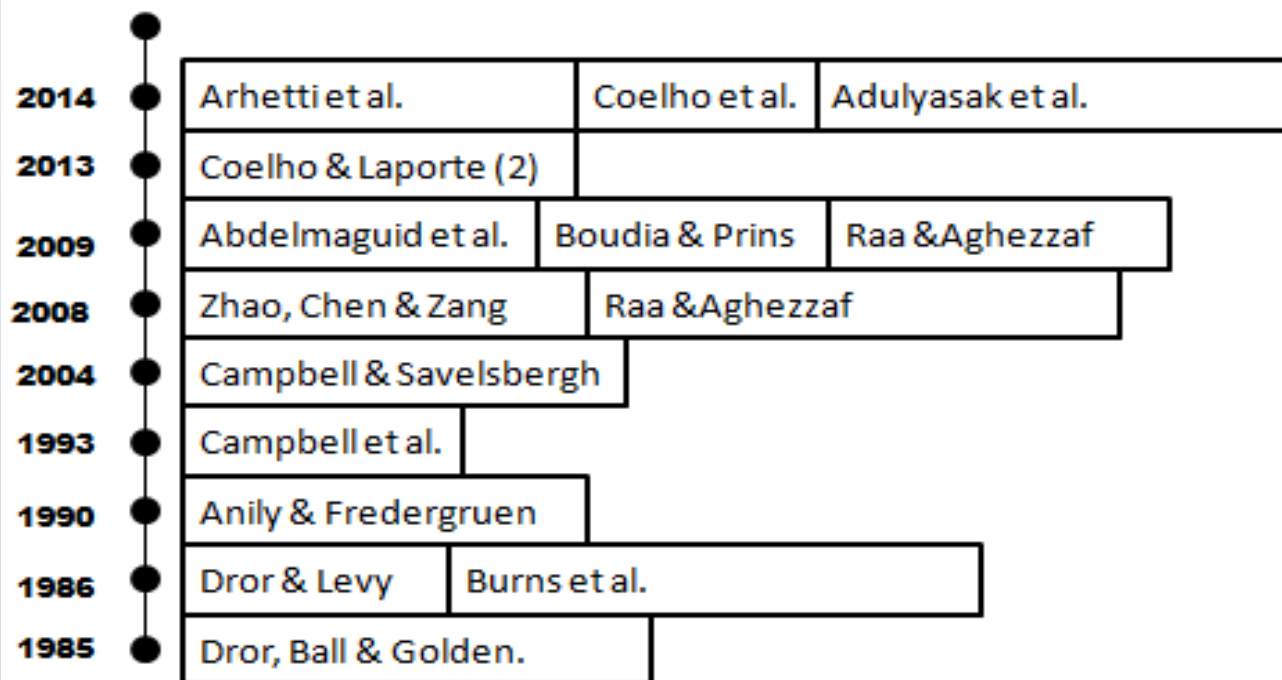 2014 Arhetti et al. Coelho et al. Adulyasak et al.
2013 Coelho & Laporte (2)
2009 Abdelmaguid et al. Boudia & Prins Raa &Aghezzaf
2008 Zhao, Chen & Zang Raa &Aghezzaf
2004 Campbell & Savelsbergh
1993 Campbell et al.
1990 Anily & Fredergruen
1986 Dror & Levy Burns et al.
1985 Dror, Ball & Golden.